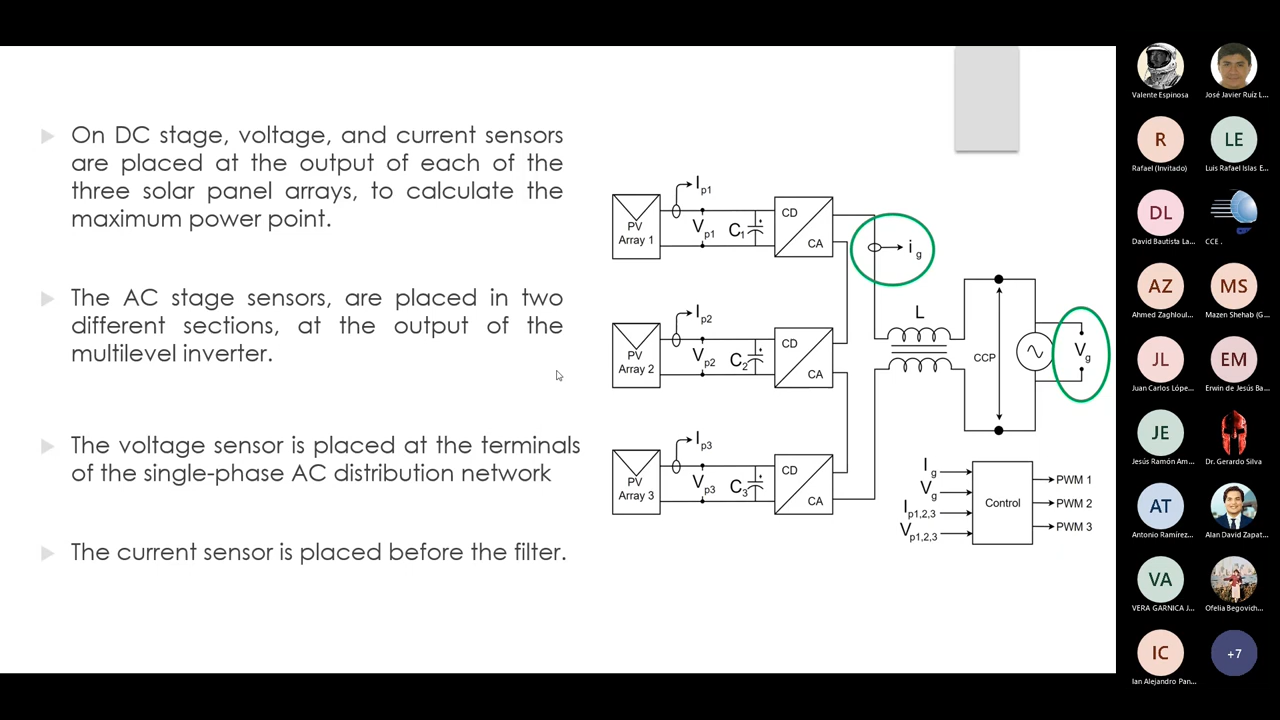 On DC stage, voltage, and current sensors
are placed at the output of each of the
three solar panel arrays, to calculate the
maximum power point.
The AC stage sensors, are placed in two
different sections, at the output of the
multilevel inverter.
The voltage sensor is placed at the terminals
of the single-phase AC distribution network
The current sensor is placed before the filter.
PV
Array 1
Ip1
Vp1
C1
+
CD
CA
ig
PV
Array 2
Ip2
Vp2
C2
+
CD
CA
L
CCP
Vg
PV
Array 3
Ip3
Vp3
C3
+
CD
CA
Ig
Vg
Ip1,2,3
Vp1,2,3
Control
PWM 1
PWM 2
PWM 3
Valente Espinosa
José Javier Ruíz L...
R
Rafael (Invitado)
LE
Luis Rafael Islas E...
DL
David Bautista La...
CCE .
AZ
Ahmed Zaghloul...
MS
Mazen Shehab (G...
JL
Juan Carlos Lópe...
EM
Erwin de Jesús Ba...
JE
Jesús Ramón Am...
Dr. Gerardo Silva
AT
Antonio Ramírez...
Alan David Zapat...
VA
VERA GARNICA J...
Ofelia Begovich...
IC
Ian Alejandro Pan...
+7